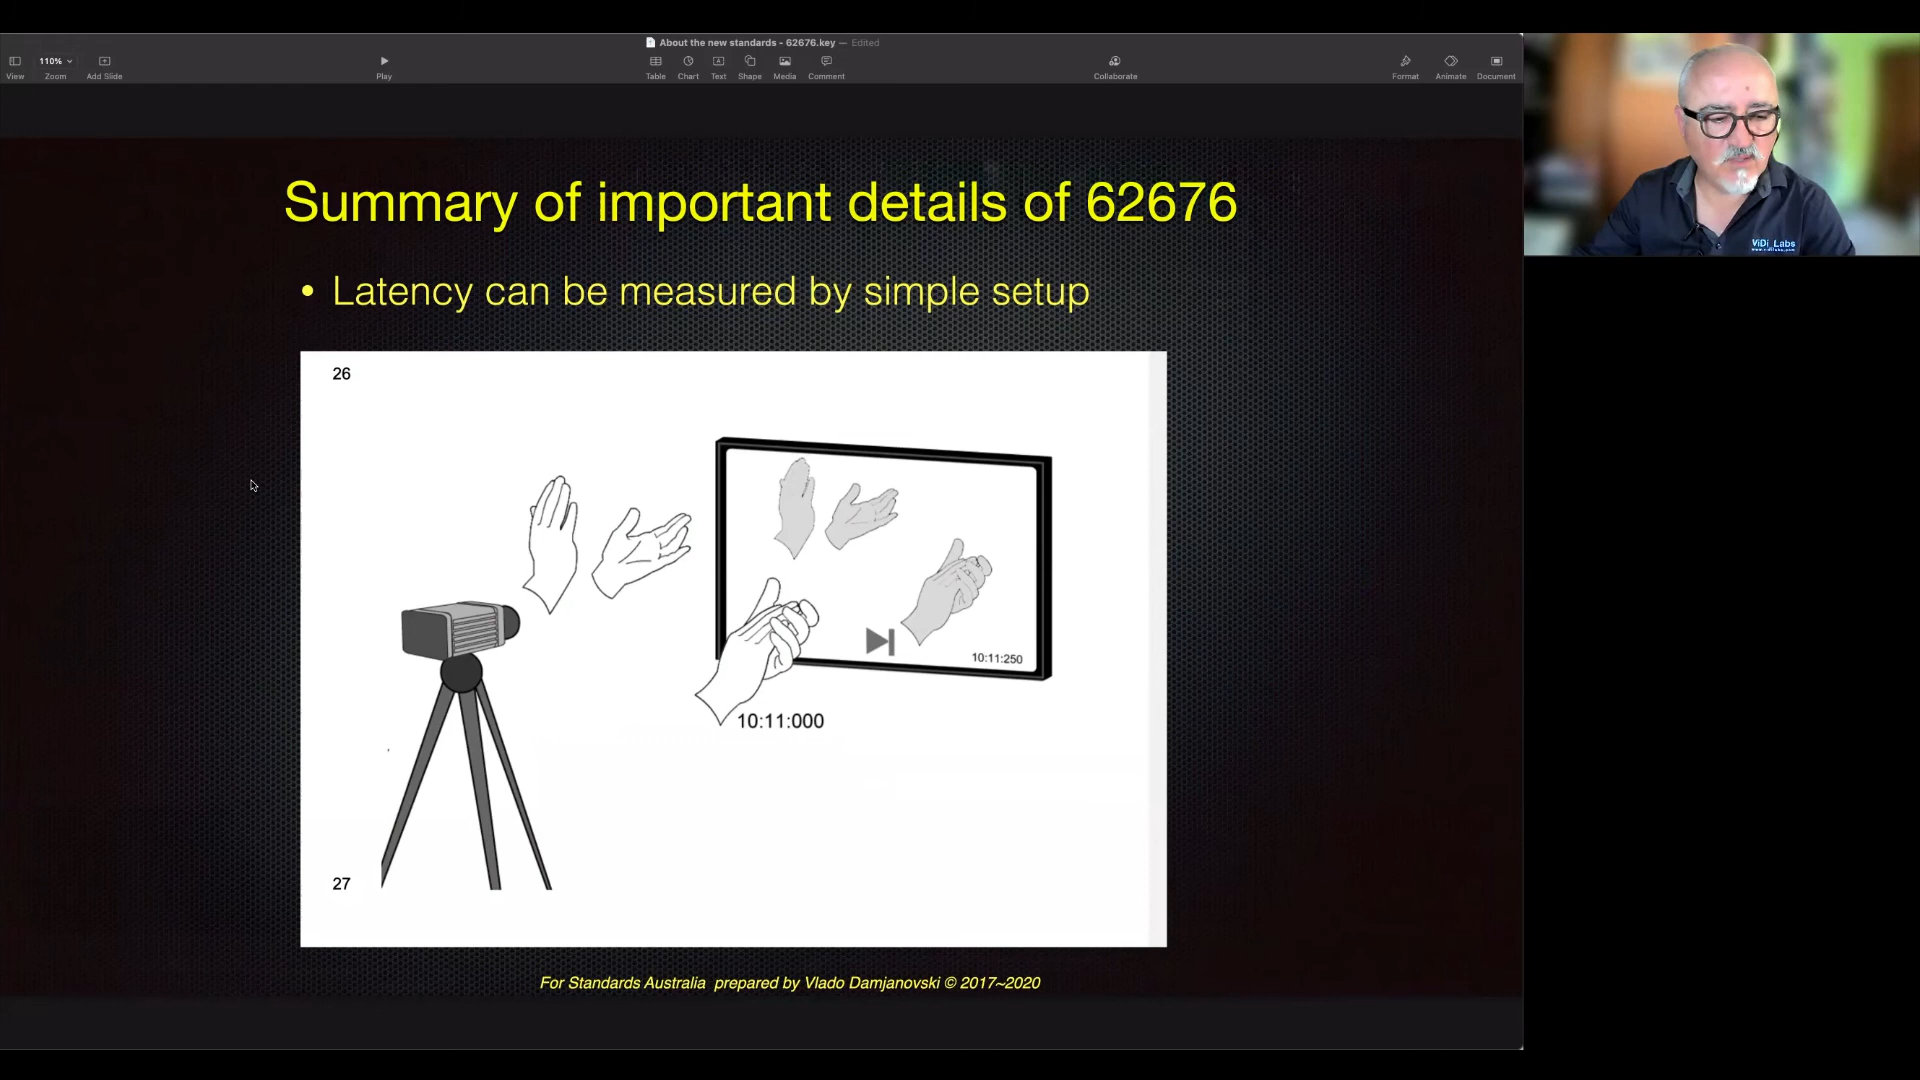 About the new standards - 62676.key — Edited
110%
View Zoom Add Slide Play Table Chart Text Shape Media Comment Collaborate Format Animate Document
ViDi Labs
Summary of important details of 62676
• Latency can be measured by simple setup
26
10:11:250
10:11:000
27
For Standards Australia prepared by Vlado Damjanovski © 2017~2020